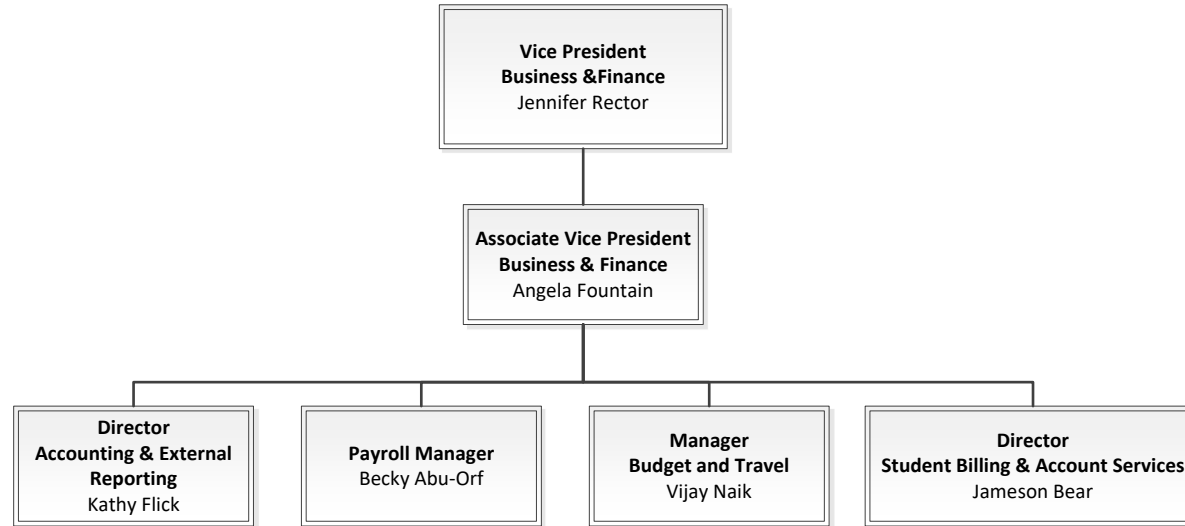 Vice President
Business &Finance
Jennifer Rector
Associate Vice President
Business & Finance
Angela Fountain
Director
Accounting & External
Reporting
Kathy Flick
Payroll Manager
Becky Abu-Orf
Manager
Budget and Travel
Vijay Naik
Director
Student Billing & Account Services
Jameson Bear